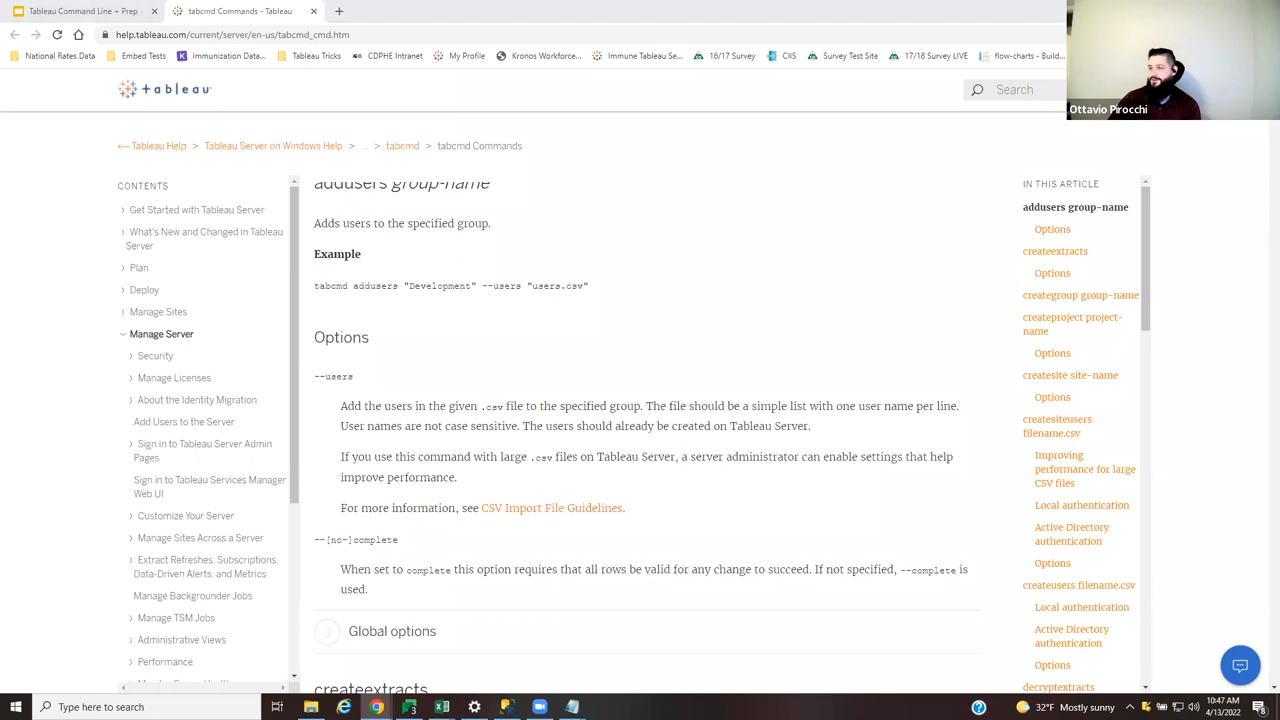 Tableau Command Line + Prep
tabcmd Commands - Tableau
help.tableau.com/current/server/en-us/tabcmd_cmd.htm
National Rates Data
Embed Tests
Immunization Data...
Tableau Tricks
CDPHE Intranet
My Profile
Kronos Workforce...
Immune Tableau Se...
16/17 Survey
CIIS
Survey Test Site
17/18 Survey LIVE
flow-charts - Build...
Ottavio Pirocchi
tableau
Search
Tableau Help > Tableau Server on Windows Help > ... > tabcmd > tabcmd Commands
CONTENTS
Get Started with Tableau Server
What's New and Changed in Tableau
Server
Plan
Deploy
Manage Sites
Manage Server
Security
Manage Licenses
About the Identity Migration
Add Users to the Server
Sign in to Tableau Server Admin
Pages
Sign in to Tableau Services Manager
Web UI
Customize Your Server
Manage Sites Across a Server
Extract Refreshes, Subscriptions,
Data-Driven Alerts, and Metrics
Manage Backgrounder Jobs
Manage TSM Jobs
Administrative Views
Performance
addusers group-name
Adds users to the specified group.
Example
tabcmd addusers "Development" --users "users.csv"
Options
--users
Add the users in the given .csv file to the specified group. The file should be a simple list with one user name per line.
User names are not case sensitive. The users should already be created on Tableau Server.
If you use this command with large .csv files on Tableau Server, a server administrator can enable settings that help
improve performance.
For more information, see CSV Import File Guidelines.
--[no-]complete
When set to complete this option requires that all rows be valid for any change to succeed. If not specified, --complete is
used.
Global options
createextracts
IN THIS ARTICLE
addusers group-name
Options
createextracts
Options
creategroup group-name
createproject project-
name
Options
createsite site-name
Options
createsiteusers
filename.csv
Improving
performance for large
CSV files
Local authentication
Active Directory
authentication
Options
createusers filename.csv
Local authentication
Active Directory
authentication
Options
decryptextracts
Type here to search
32°F Mostly sunny
10:47 AM
4/13/2022
8